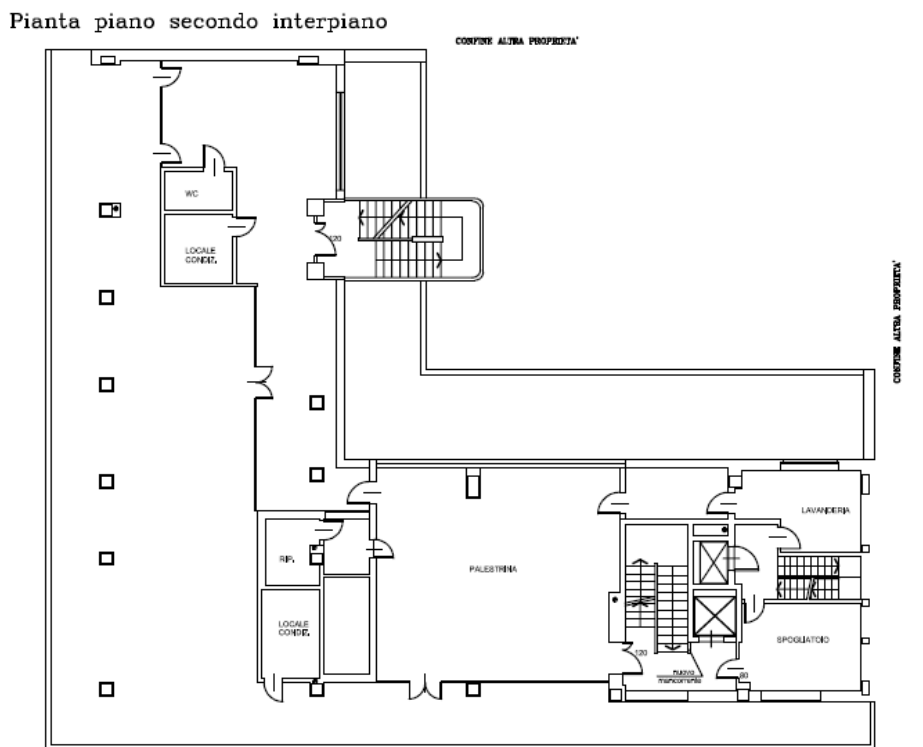 Pianta piano secondo interpiano
CONFINE ALTRA PROPRIETA'
WC
LOCALE
CONDIZ.
120
CONFINE ALTRA PROPRIETA'
LAVANDERIA
RIP.
PALESTRINA
LOCALE
CONDIZ.
SPOGLIATOIO
120
nuovo
mancorrente
80